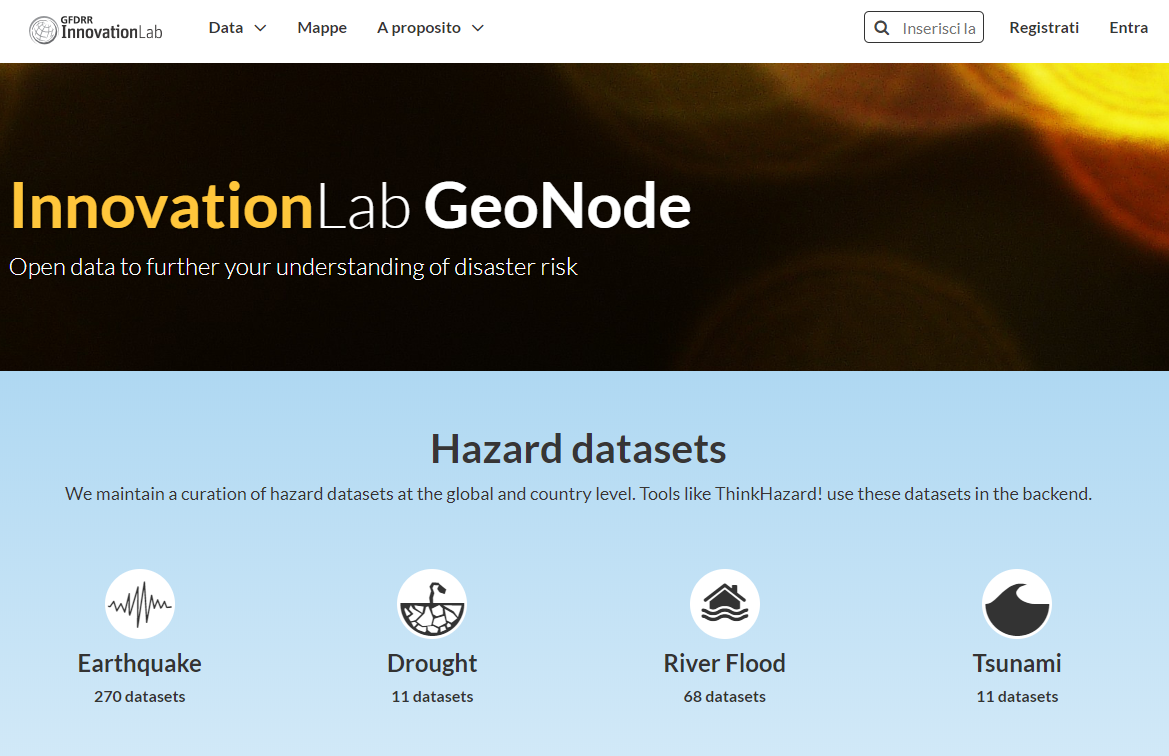 GFDRR
InnovationLab
Data
Mappe
A proposito
Inserisci la
Registrati
Entra
InnovationLab GeoNode
Open data to further your understanding of disaster risk
Hazard datasets
We maintain a curation of hazard datasets at the global and country level. Tools like ThinkHazard! use these datasets in the backend.
Earthquake
270 datasets
Drought
11 datasets
River Flood
68 datasets
Tsunami
11 datasets